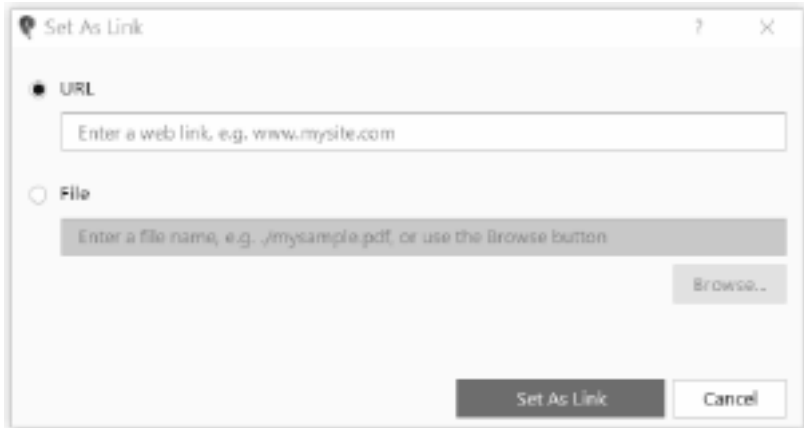 Set As Link
?
URL
Enter a web link, e.g. www.mysite.com
File
Enter a file name, e.g. ./mysample.pdf, or use the Browse button
Browse...
Set As Link
Cancel